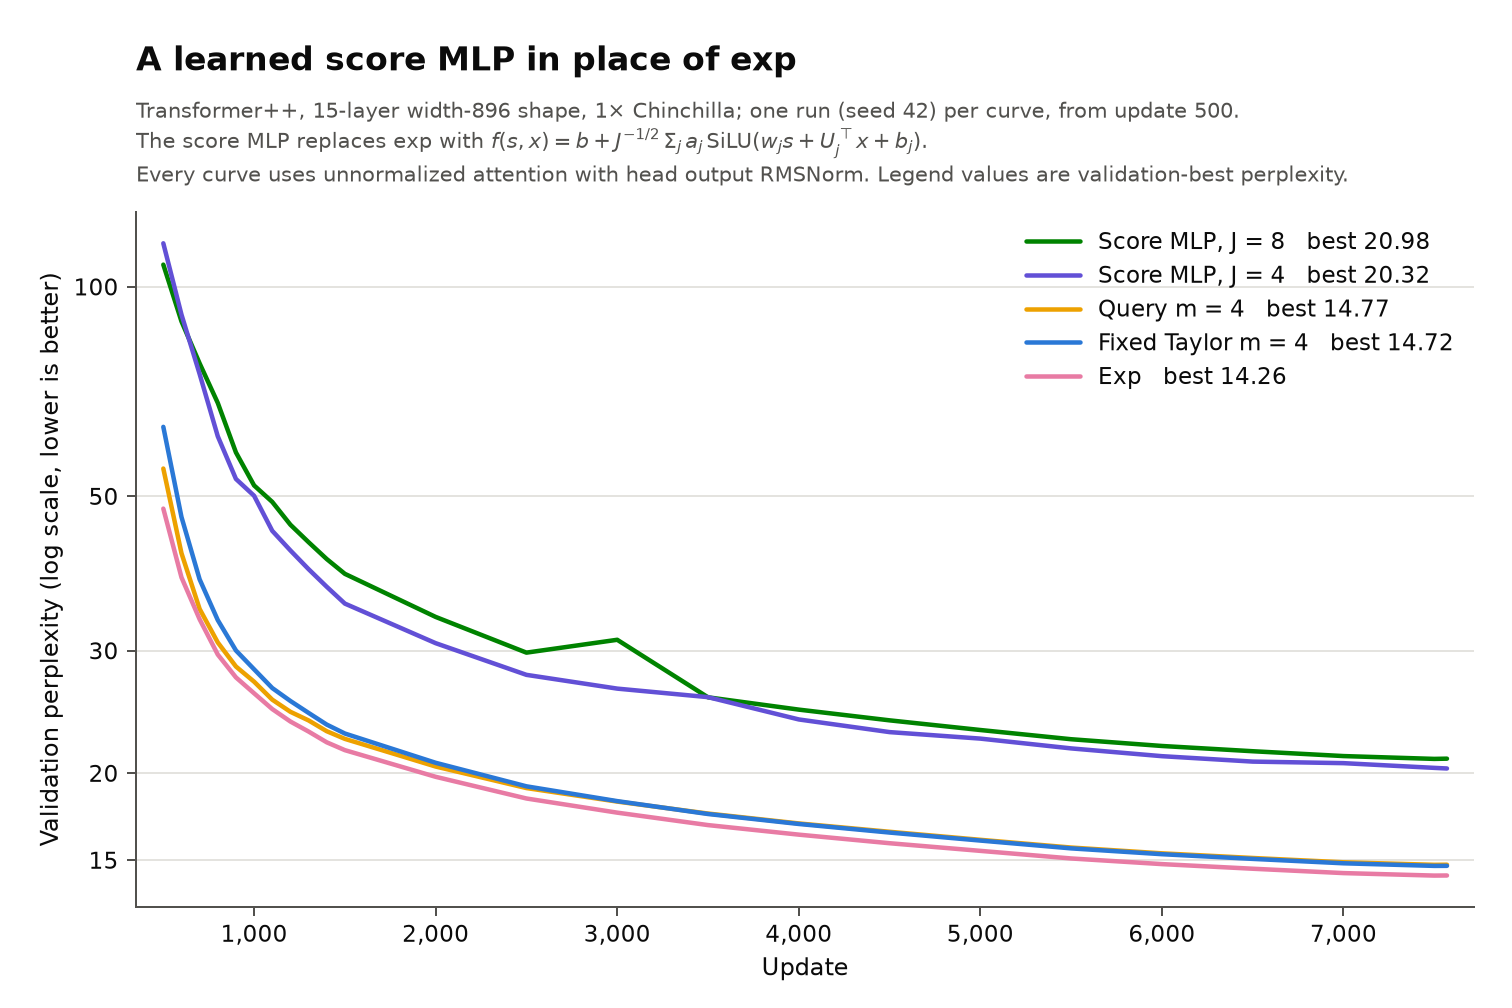 A learned score MLP in place of exp
Transformer++, 15-layer width-896 shape, 1× Chinchilla; one run (seed 42) per curve, from update 500.
The score MLP replaces exp with f(s, x) = b + J^{−1/2} Σ_j a_j SiLU(w_j s + U_j^⊤ x + b_j).
Every curve uses unnormalized attention with head output RMSNorm. Legend values are validation-best perplexity.
Score MLP, J = 8 best 20.98
Score MLP, J = 4 best 20.32
Query m = 4 best 14.77
Fixed Taylor m = 4 best 14.72
Exp best 14.26
Validation perplexity (log scale, lower is better)
100
50
30
20
15
1,000 2,000 3,000 4,000 5,000 6,000 7,000
Update